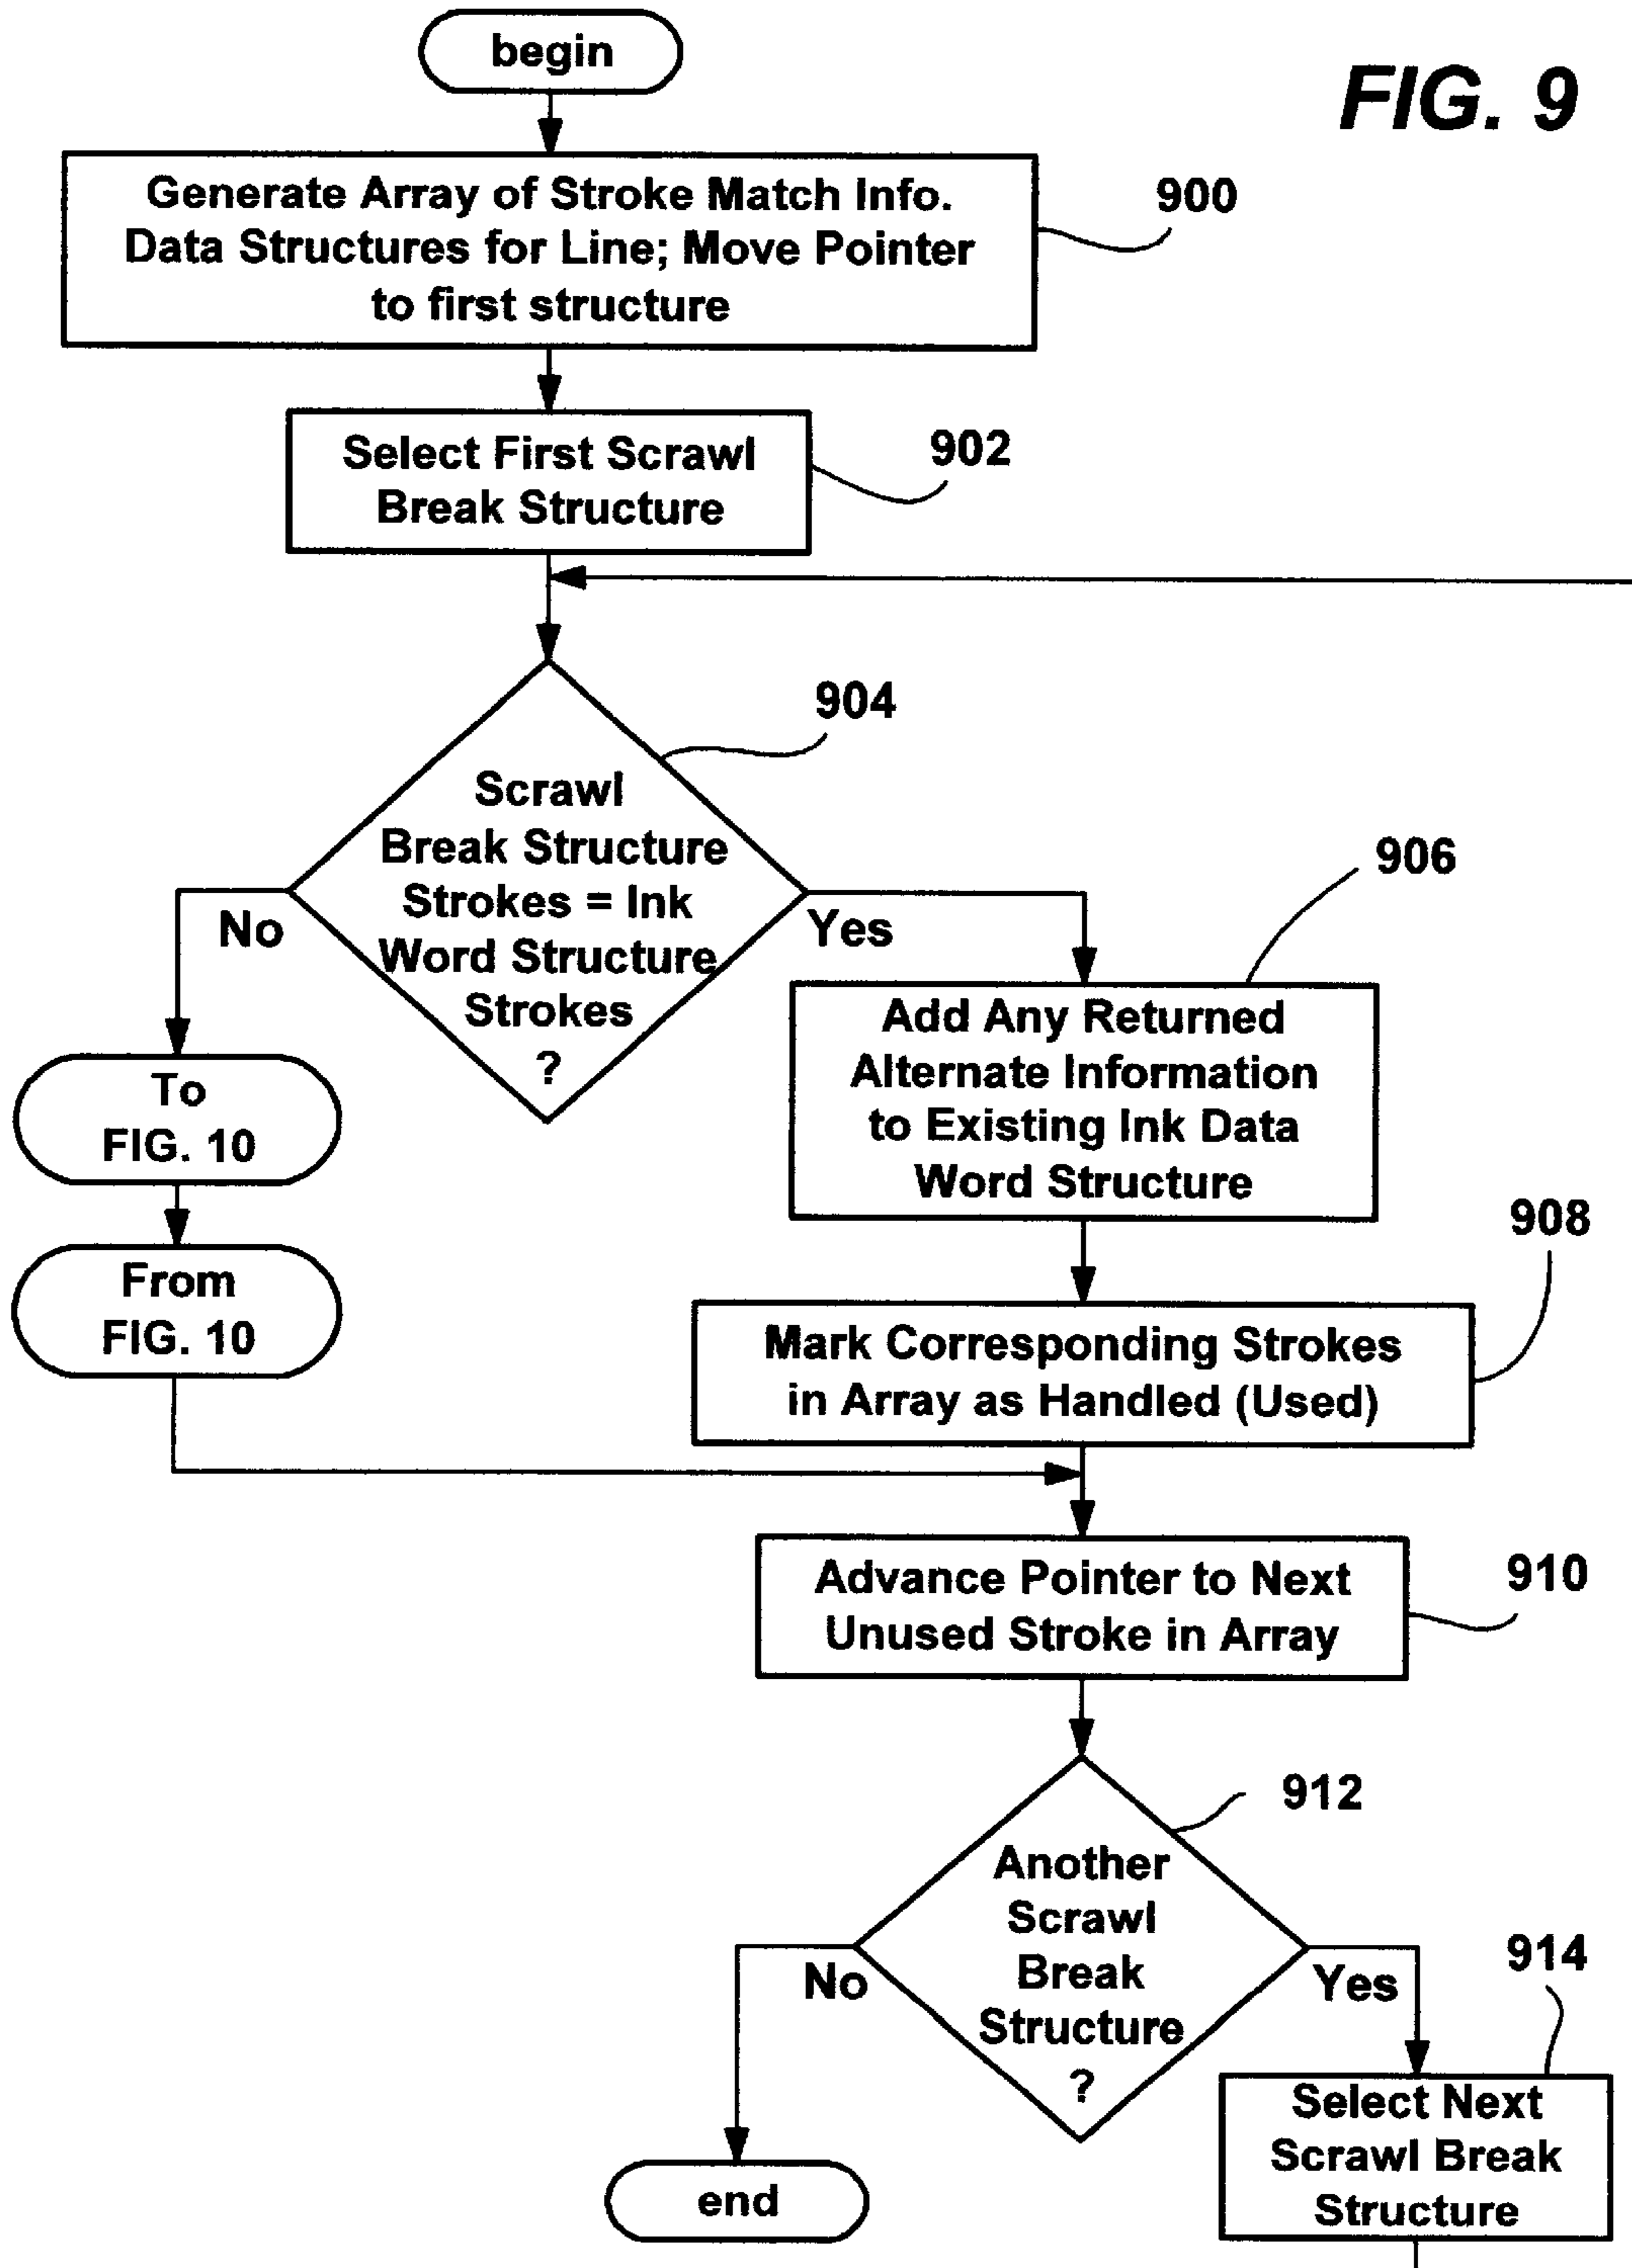 begin
FIG. 9
Generate Array of Stroke Match Info.
Data Structures for Line; Move Pointer
to first structure
900
Select First Scrawl
Break Structure
902
904
Scrawl
Break Structure
Strokes = Ink
Word Structure
Strokes
?
No
Yes
906
Add Any Returned
Alternate Information
to Existing Ink Data
Word Structure
To
FIG. 10
From
FIG. 10
908
Mark Corresponding Strokes
in Array as Handled (Used)
910
Advance Pointer to Next
Unused Stroke in Array
912
Another
Scrawl
Break
Structure
?
No
Yes
914
Select Next
Scrawl Break
Structure
end